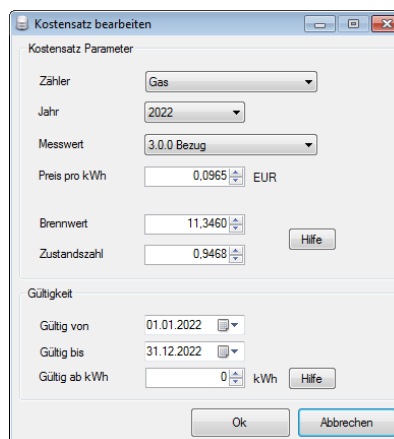 Kostensatz bearbeiten
Kostensatz Parameter
Zähler Gas
Jahr 2022
Messwert 3.0.0 Bezug
Preis pro kWh 0,0965 EUR
Brennwert 11,3460
Hilfe
Zustandszahl 0,9468
Gültigkeit
Gültig von 01.01.2022
Gültig bis 31.12.2022
Gültig ab kWh 0 kWh Hilfe
Ok Abbrechen